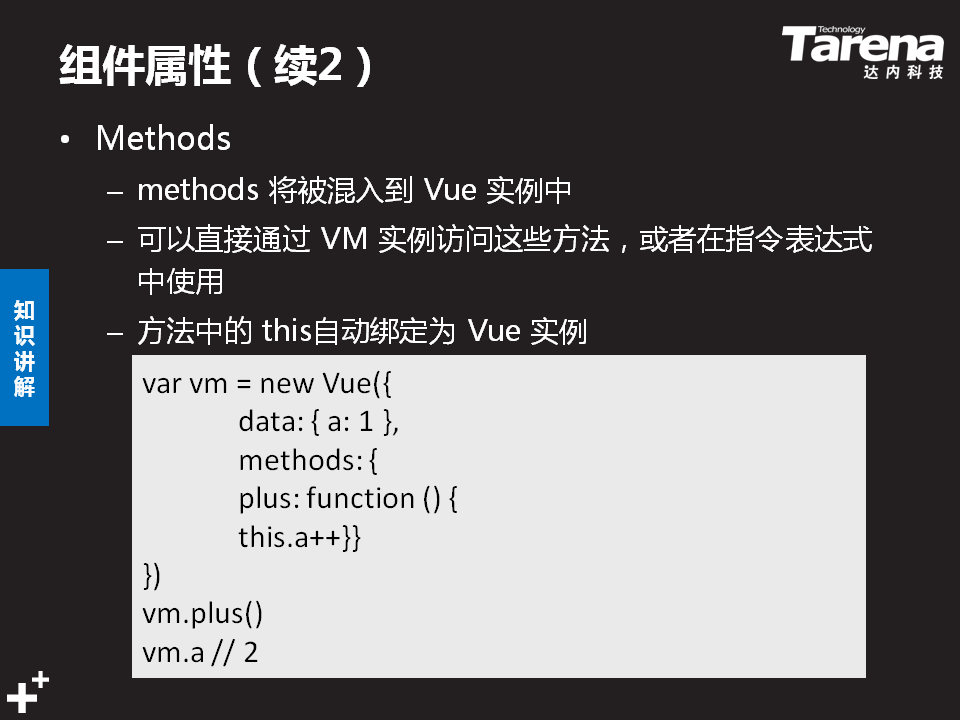 组件属性（续2）
Technology
Tarena
达内科技
• Methods
– methods 将被混入到 Vue 实例中
– 可以直接通过 VM 实例访问这些方法，或者在指令表达式
中使用
– 方法中的 this自动绑定为 Vue 实例
知
识
讲
解
var vm = new Vue({
data: { a: 1 },
methods: {
plus: function () {
this.a++}}
})
vm.plus()
vm.a // 2